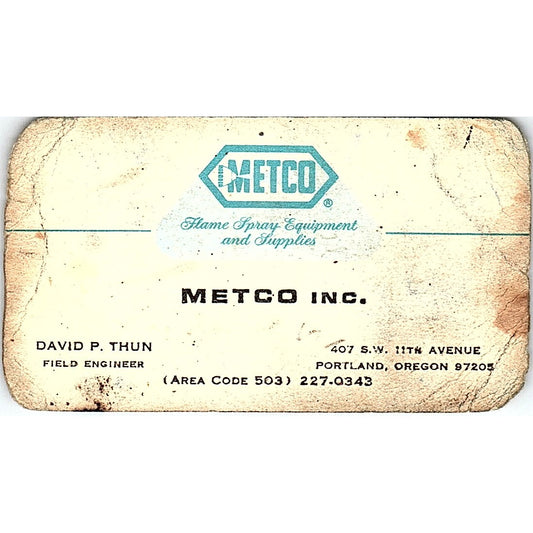 METCO®
Flame Spray Equipment
and Supplies
METCO INC.
DAVID P. THUN
FIELD ENGINEER
407 S.W. 11TH AVENUE
PORTLAND, OREGON 97205
(AREA CODE 503) 227-0343